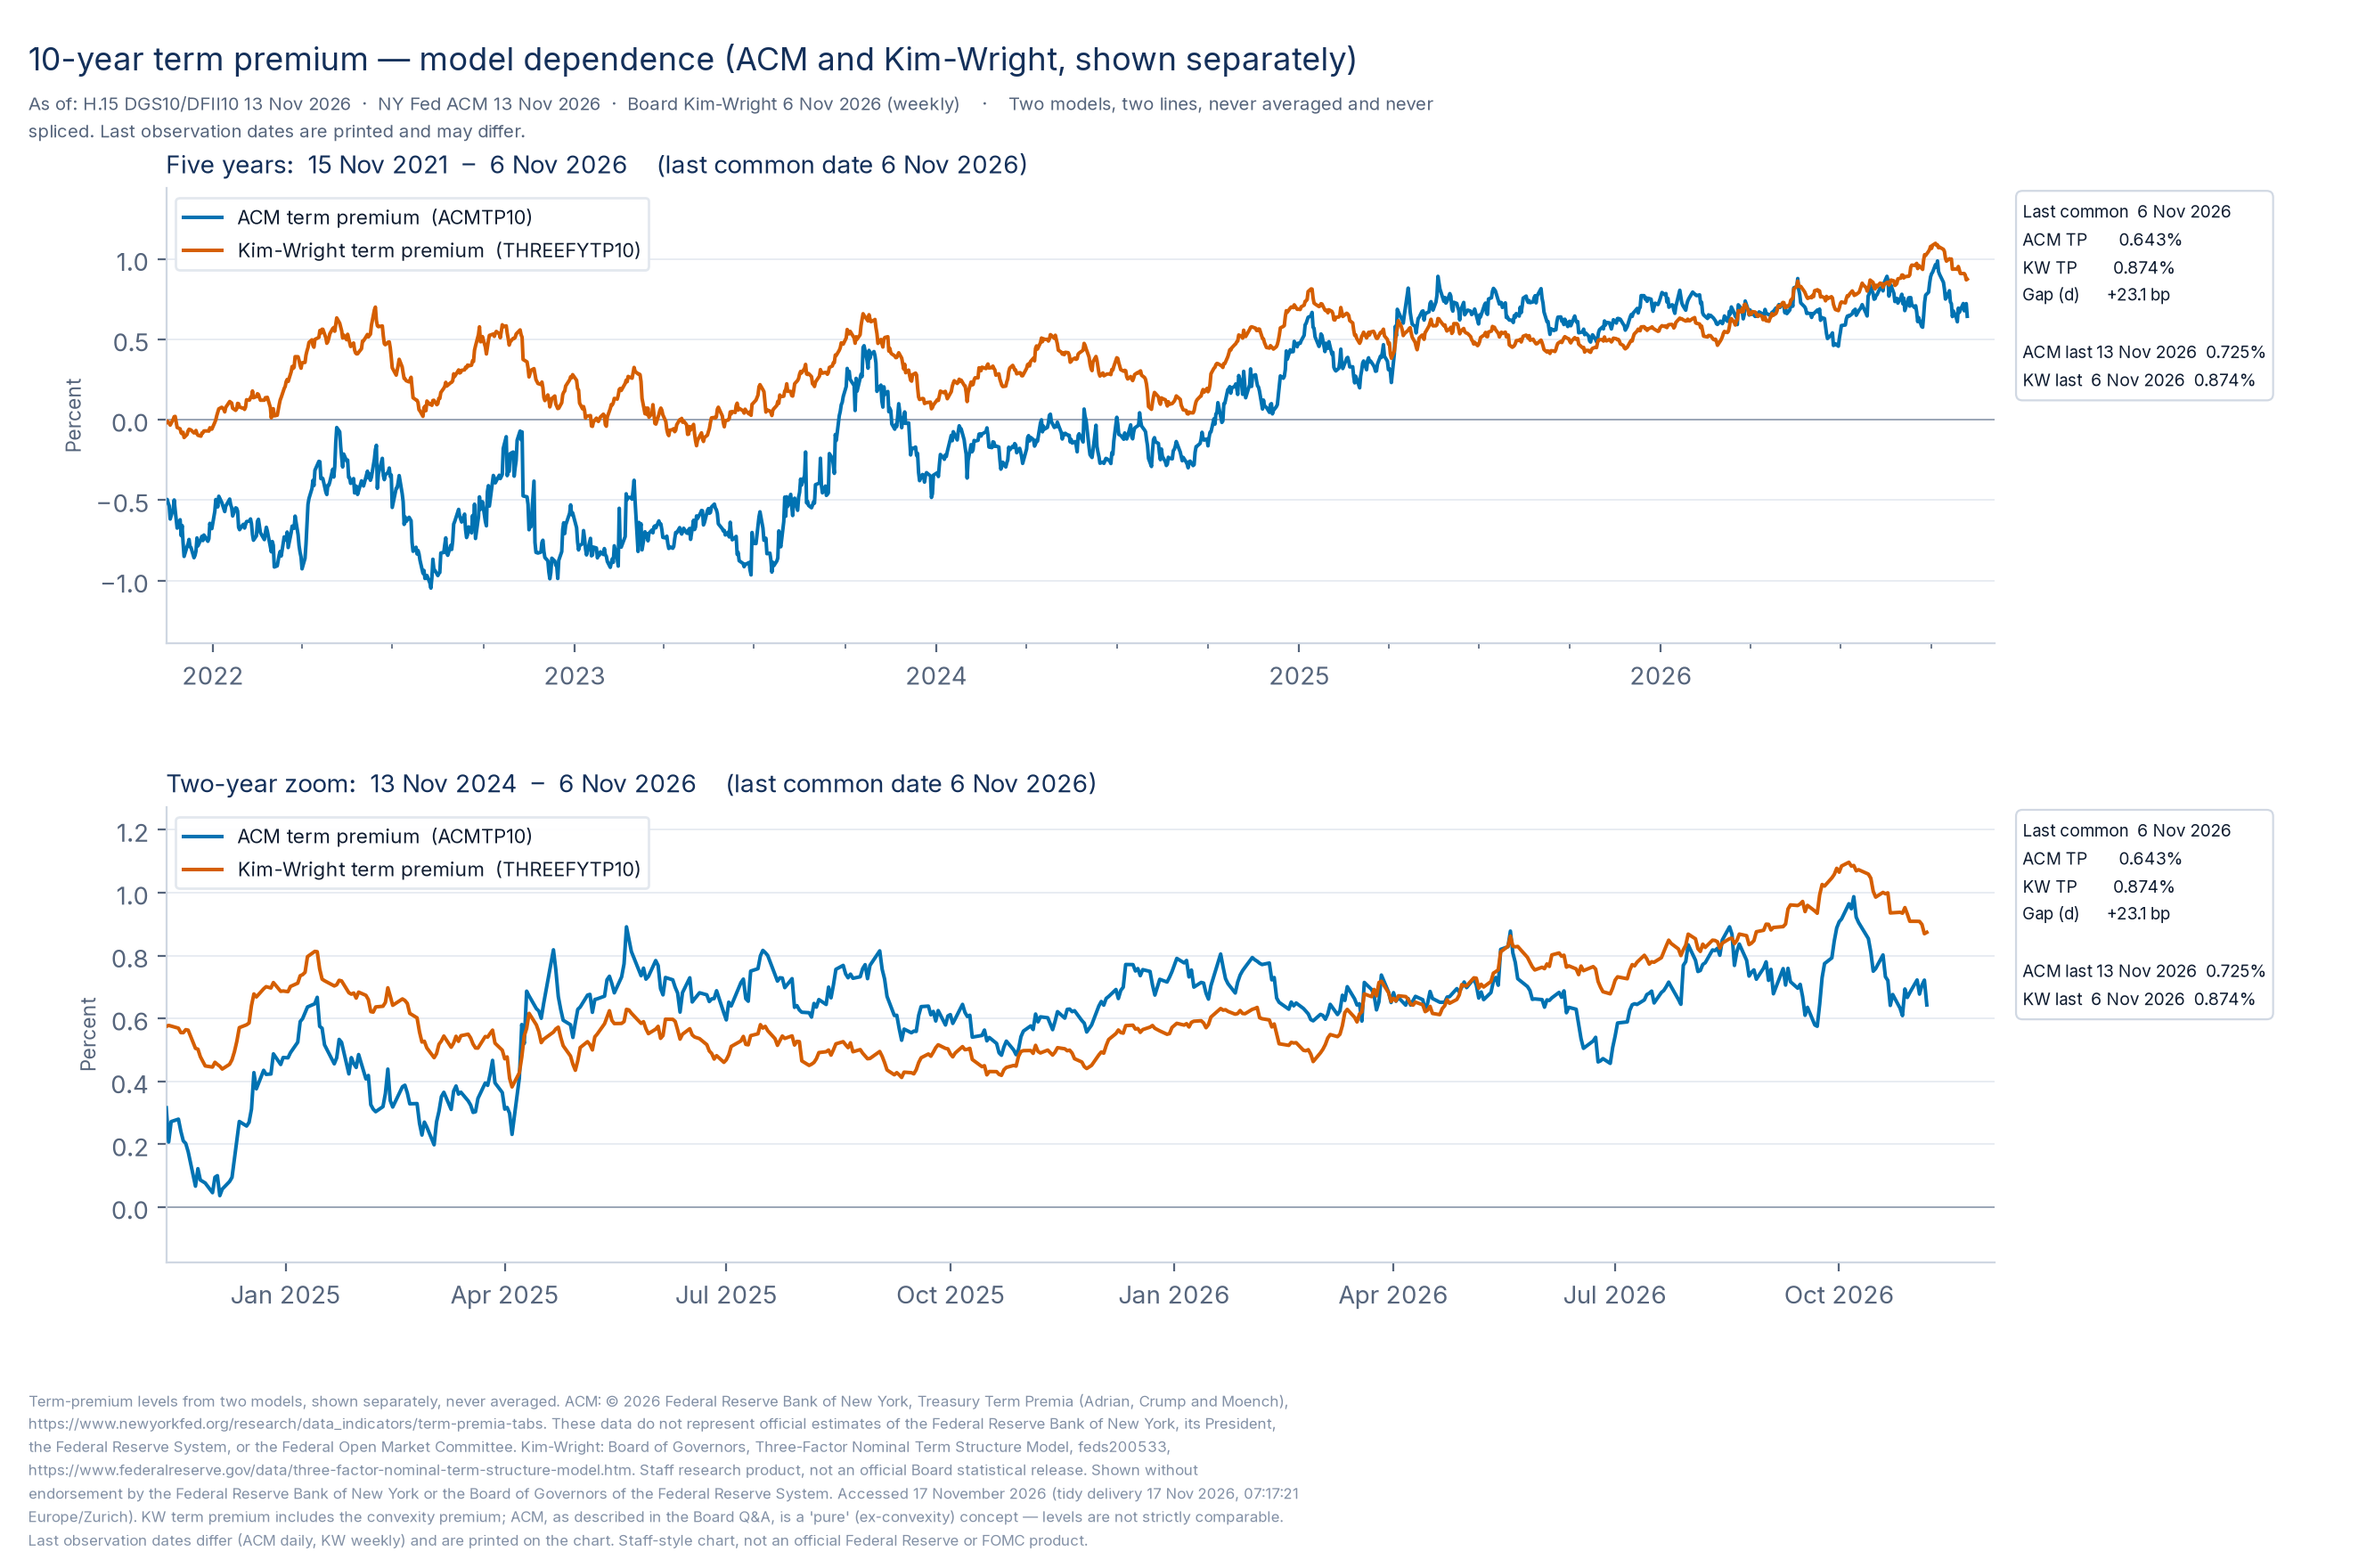 10-year term premium — model dependence (ACM and Kim-Wright, shown separately)
As of: H.15 DGS10/DFII10 13 Nov 2026  ·  NY Fed ACM 13 Nov 2026  ·  Board Kim-Wright 6 Nov 2026 (weekly)    ·    Two models, two lines, never averaged and never
spliced. Last observation dates are printed and may differ.
Five years:  15 Nov 2021  –  6 Nov 2026    (last common date 6 Nov 2026)
ACM term premium  (ACMTP10)
Kim-Wright term premium  (THREEFYTP10)
Last common  6 Nov 2026
ACM TP      0.643%
KW TP       0.874%
Gap (d)     +23.1 bp
ACM last 13 Nov 2026  0.725%
KW last  6 Nov 2026  0.874%
Percent
1.0
0.5
0.0
−0.5
−1.0
2022
2023
2024
2025
2026
Two-year zoom:  13 Nov 2024  –  6 Nov 2026    (last common date 6 Nov 2026)
ACM term premium  (ACMTP10)
Kim-Wright term premium  (THREEFYTP10)
Last common  6 Nov 2026
ACM TP      0.643%
KW TP       0.874%
Gap (d)     +23.1 bp
ACM last 13 Nov 2026  0.725%
KW last  6 Nov 2026  0.874%
Percent
1.2
1.0
0.8
0.6
0.4
0.2
0.0
Jan 2025
Apr 2025
Jul 2025
Oct 2025
Jan 2026
Apr 2026
Jul 2026
Oct 2026
Term-premium levels from two models, shown separately, never averaged. ACM: © 2026 Federal Reserve Bank of New York, Treasury Term Premia (Adrian, Crump and Moench),
https://www.newyorkfed.org/research/data_indicators/term-premia-tabs. These data do not represent official estimates of the Federal Reserve Bank of New York, its President,
the Federal Reserve System, or the Federal Open Market Committee. Kim-Wright: Board of Governors, Three-Factor Nominal Term Structure Model, feds200533,
https://www.federalreserve.gov/data/three-factor-nominal-term-structure-model.htm. Staff research product, not an official Board statistical release. Shown without
endorsement by the Federal Reserve Bank of New York or the Board of Governors of the Federal Reserve System. Accessed 17 November 2026 (tidy delivery 17 Nov 2026, 07:17:21
Europe/Zurich). KW term premium includes the convexity premium; ACM, as described in the Board Q&A, is a 'pure' (ex-convexity) concept — levels are not strictly comparable.
Last observation dates differ (ACM daily, KW weekly) and are printed on the chart. Staff-style chart, not an official Federal Reserve or FOMC product.